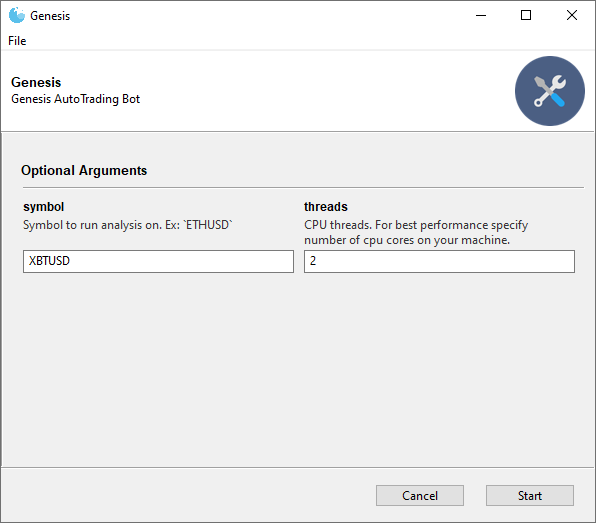 Genesis
File
Genesis
Genesis AutoTrading Bot
Optional Arguments
symbol
Symbol to run analysis on. Ex: `ETHUSD`
XBTUSD
threads
CPU threads. For best performance specify
number of cpu cores on your machine.
2
Cancel
Start